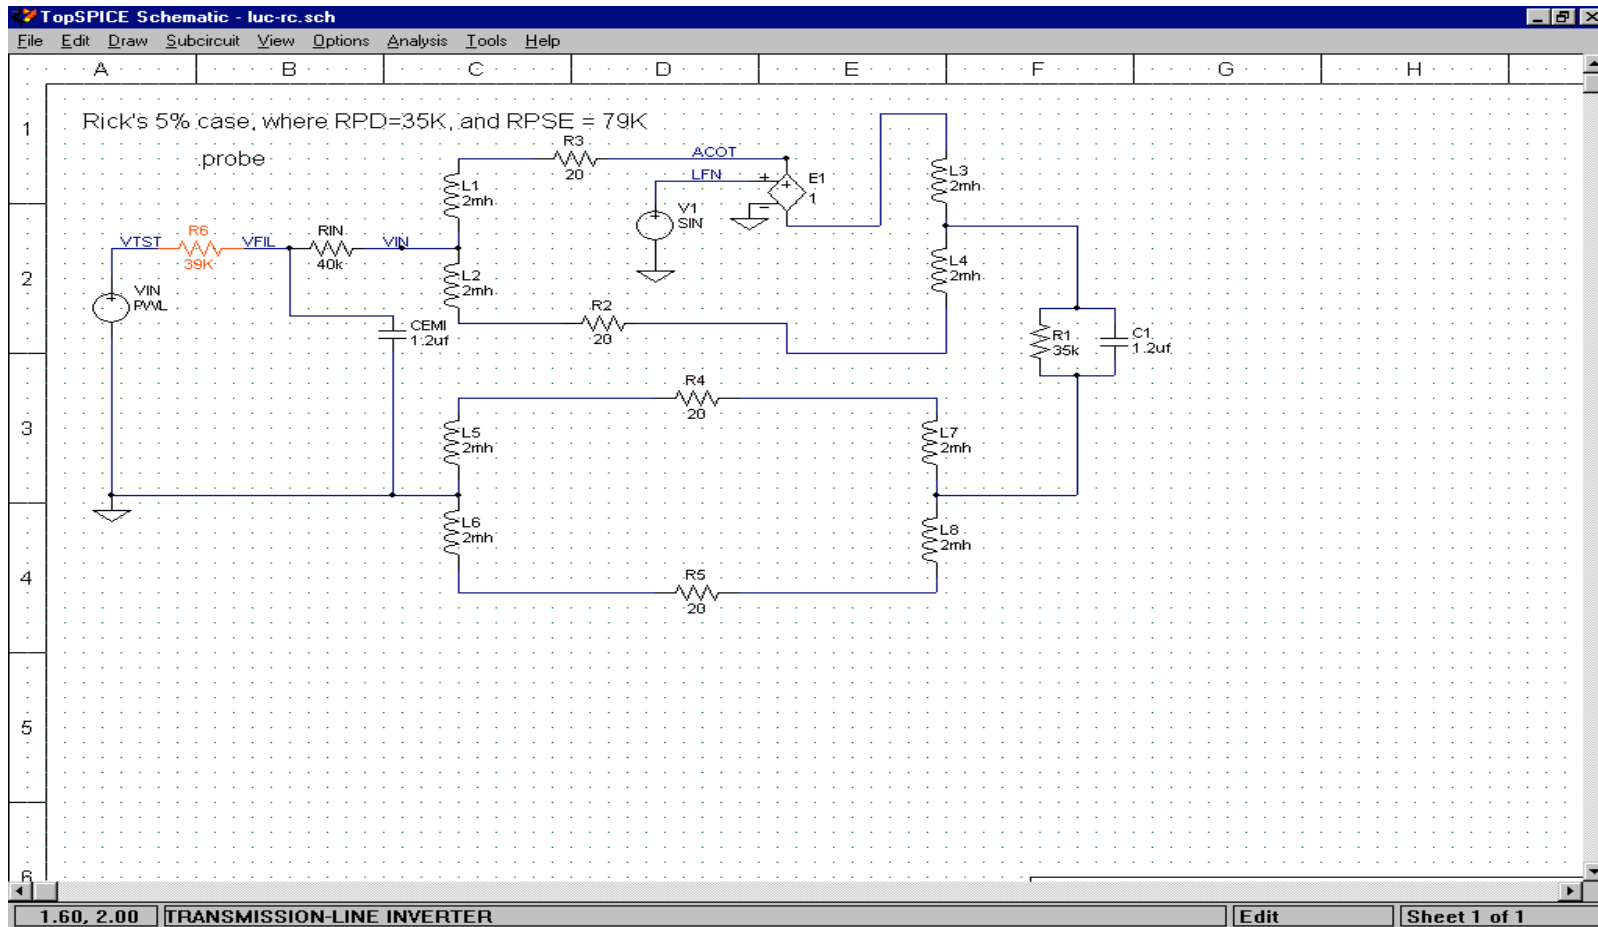 TopSPICE Schematic - luc-rc.sch
File Edit Draw Subcircuit View Options Analysis Tools Help
A B C D E F G H
1
Rick's 5% case, where RPD=35K, and RPSE = 79K
.probe
R3
20
ACOT
LFN
E1
1
L1
2mh
L3
2mh
V1
SIN
VTST
R6
39K
VFIL
RIN
40k
VIN
2
L2
2mh
L4
2mh
VIN
PWL
CEMI
1.2uf
R2
20
R1
35k
C1
1.2uf
R4
20
3
L5
2mh
L7
2mh
L6
2mh
L8
2mh
4
R5
20
5
6
1.60, 2.00 TRANSMISSION-LINE INVERTER Edit Sheet 1 of 1